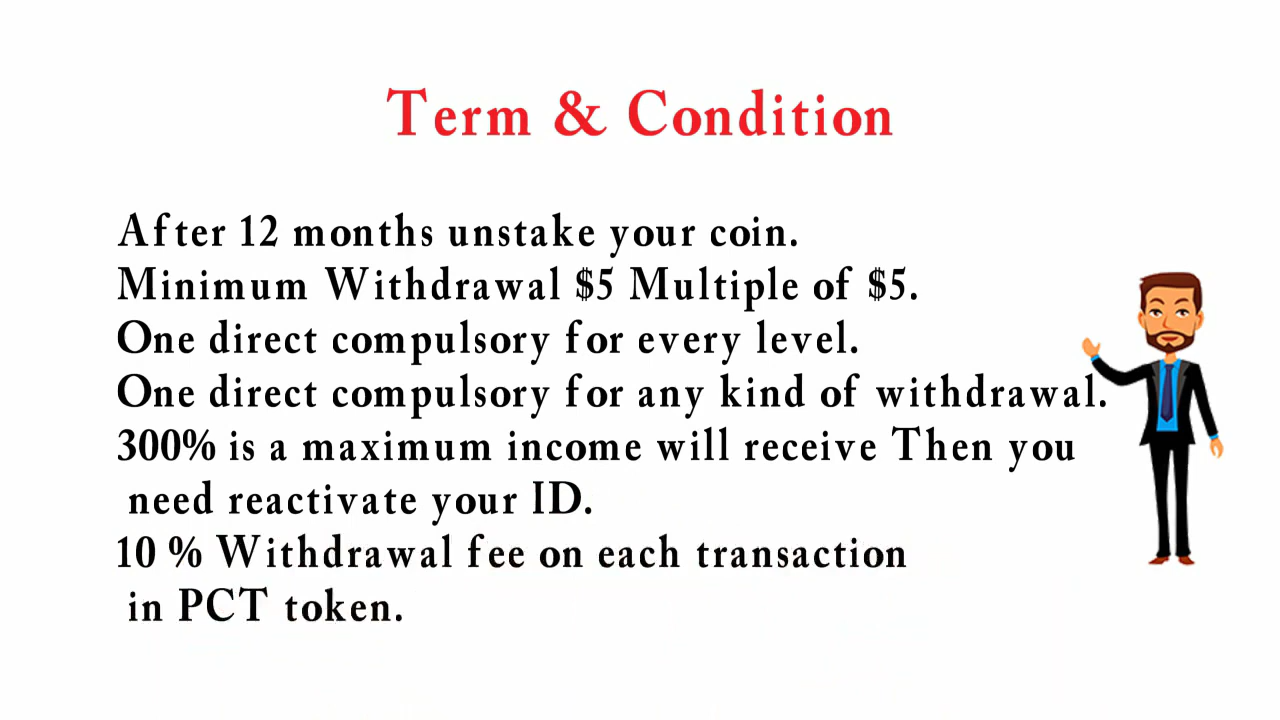 Term & Condition
After 12 months unstake your coin.
Minimum Withdrawal $5 Multiple of $5.
One direct compulsory for every level.
One direct compulsory for any kind of withdrawal.
300% is a maximum income will receive Then you
need reactivate your ID.
10 % Withdrawal fee on each transaction
in PCT token.